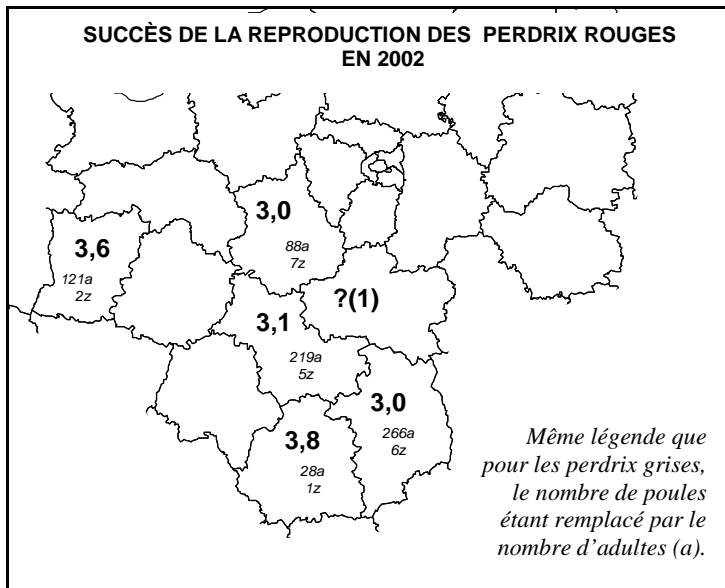 SUCCÈS DE LA REPRODUCTION DES PERDRIX ROUGES
EN 2002
3,0
88a
7z
3,6
121a
2z
?(1)
3,1
219a
5z
3,0
266a
6z
3,8
28a
1z
Même légende que
pour les perdrix grises,
le nombre de poules
étant remplacé par le
nombre d'adultes (a).